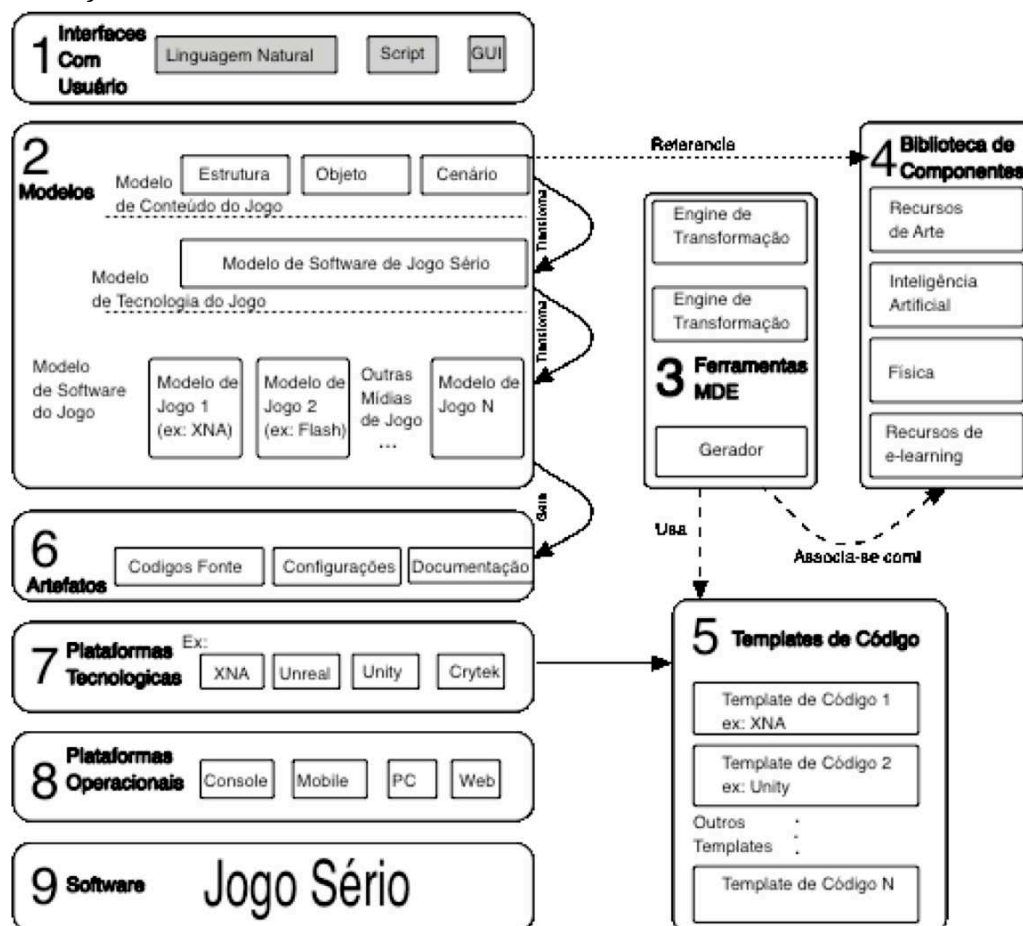 1
Interfaces
Com
Usuário
Linguagem Natural
Script
GUI
2
Modelos
Modelo
de Conteúdo do Jogo
Estrutura
Objeto
Cenário
Transforma
Modelo
de Tecnologia do Jogo
Modelo de Software de Jogo Sério
Transforma
Modelo
de Software
do Jogo
Modelo de
Jogo 1
(ex: XNA)
Modelo de
Jogo 2
(ex: Flash)
Outras
Mídias
de Jogo
...
Modelo de
Jogo N
Gera
Referancia
Engine de
Transformação
Engine de
Transformação
3
Ferramentas
MDE
Gerador
Usa
Associa-se com
4
Biblioteca de
Componentes
Recursos
de Arte
Inteligência
Artificial
Física
Recursos de
e-learning
6
Artefatos
Codigos Fonte
Configurações
Documentação
7
Plataformas
Tecnologicas
Ex:
XNA
Unreal
Unity
Crytek
5
Templates de Código
Template de Código 1
ex: XNA
Template de Código 2
ex: Unity
Outros
Templates
Template de Código N
8
Plataformas
Operacionais
Console
Mobile
PC
Web
9
Software
Jogo Sério